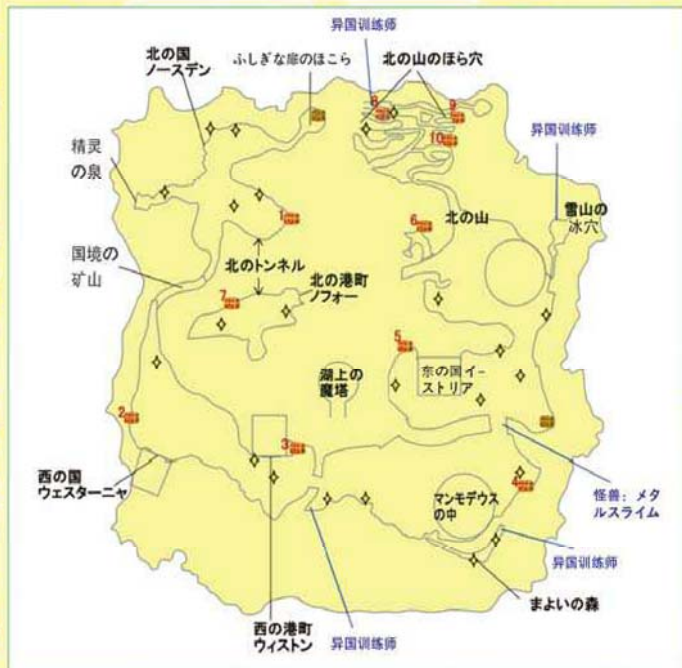 异国训练师
北の国
ノースデン
ふしぎな扉のほこら
北の山のほら穴
8
9
10
精灵
の泉
异国训练师
1
6
北の山
雪山の
冰穴
国境の
矿山
北のトンネル
北の港町
ノフォー
7
5
湖上の
魔塔
东の国イー
ストリア
2
3
西の国
ウェスターニャ
4
マンモデウス
の中
怪兽：メタ
ルスライム
异国训练师
まよいの森
西の港町
ウィストン
异国训练师